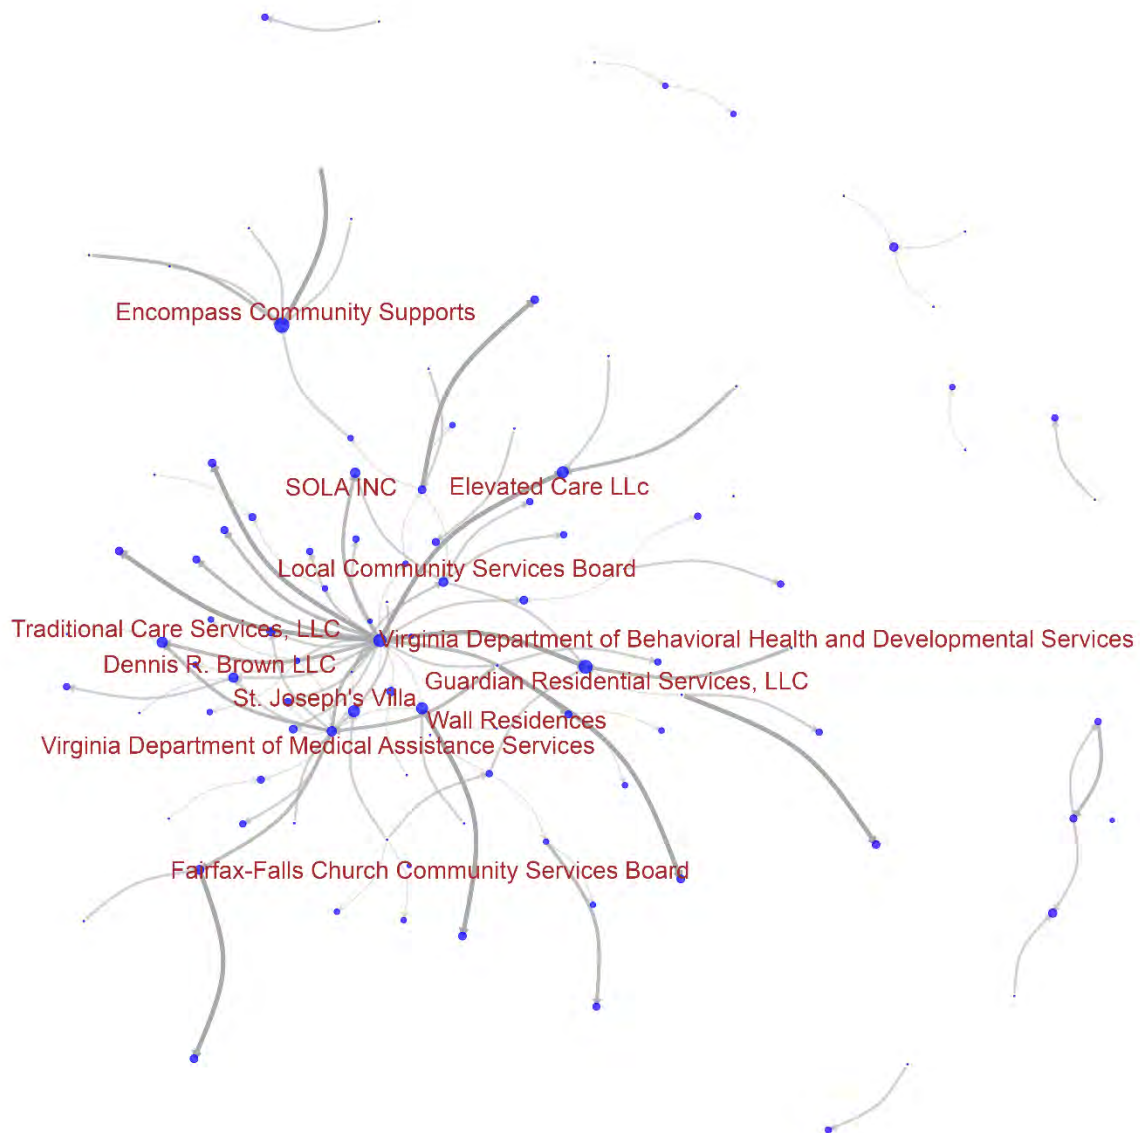 Encompass Community Supports
SOLA INC
Elevated Care LLc
Local Community Services Board
Traditional Care Services, LLC
Virginia Department of Behavioral Health and Developmental Services
Dennis R. Brown LLC
Guardian Residential Services, LLC
St. Joseph's Villa
Wall Residences
Virginia Department of Medical Assistance Services
Fairfax-Falls Church Community Services Board